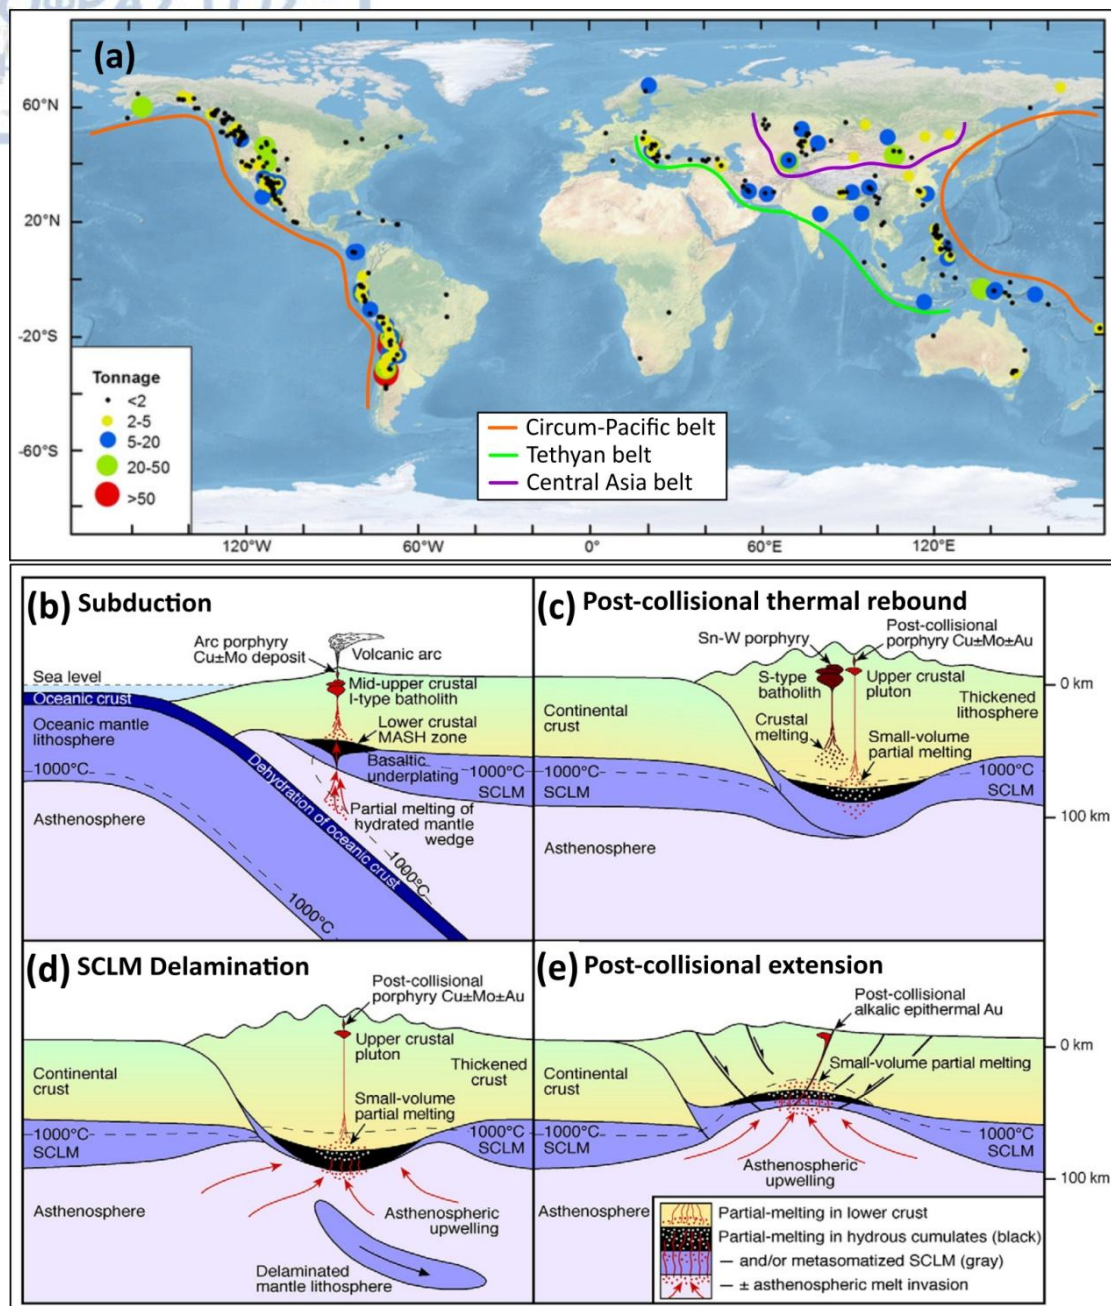 (a)
60°N
40°N
20°N
0°
-20°S
-40°S
-60°S
120°W
60°W
0°
60°E
120°E
Tonnage
<2
2-5
5-20
20-50
>50
Circum-Pacific belt
Tethyan belt
Central Asia belt
(b) Subduction
Arc porphyry
Cu±Mo deposit
Volcanic arc
Sea level
Oceanic crust
Mid-upper crustal
I-type batholith
Oceanic mantle
lithosphere
Lower crustal
MASH zone
Basaltic
underplating
1000°C
1000°C
SCLM
Partial melting of
hydrated mantle
wedge
Dehydration of oceanic crust
Asthenosphere
1000°C
1000°C
(c) Post-collisional thermal rebound
Sn-W porphyry
Post-collisional
porphyry Cu±Mo±Au
S-type
batholith
Upper crustal
pluton
Thickened
lithosphere
0 km
Continental
crust
Crustal
melting
Small-volume
partial melting
1000°C
SCLM
1000°C
SCLM
100 km
Asthenosphere
(d) SCLM Delamination
Post-collisional
porphyry Cu±Mo±Au
Upper crustal
pluton
Continental
crust
Thickened
crust
Small-volume
partial melting
1000°C
SCLM
1000°C
SCLM
Asthenosphere
Asthenospheric
upwelling
Delaminated
mantle lithosphere
(e) Post-collisional extension
Post-collisional
alkalic epithermal Au
0 km
Continental
crust
Small-volume partial melting
1000°C
SCLM
1000°C
SCLM
100 km
Asthenospheric
upwelling
Asthenosphere
Partial-melting in lower crust
Partial-melting in hydrous cumulates (black)
— and/or metasomatized SCLM (gray)
— ± asthenospheric melt invasion